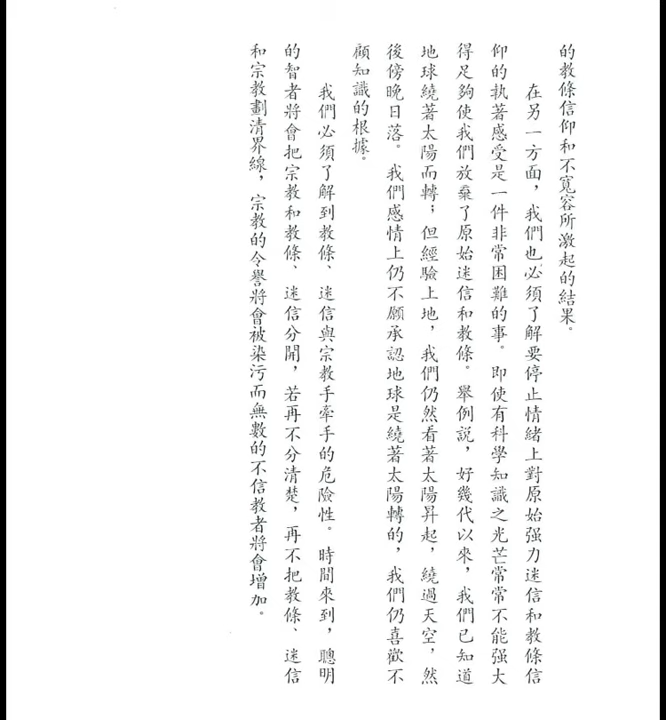 的教條信仰和不寬容所激起的結果。
在另一方面，我們也必須了解要停止情緒上對原始强力迷信和教條信
仰的執著感受是一件非常困難的事。即使有科學知識之光芒常常不能强大
得足夠使我們放棄了原始迷信和教條。舉例説，好幾代以來，我們已知道
地球繞著太陽而轉；但經驗上地，我們仍然看著太陽昇起，繞過天空，然
後傍晚日落。我們感情上仍不願承認地球是繞著太陽轉的，我們仍喜歡不
顧知識的根據。
我們必須了解到教條、迷信與宗教手牽手的危險性。時間來到，聰明
的智者將會把宗教和教條、迷信分開，若再不分清楚，再不把教條、迷信
和宗教劃清界線，宗教的令譽將會被染污而無數的不信教者將會增加。